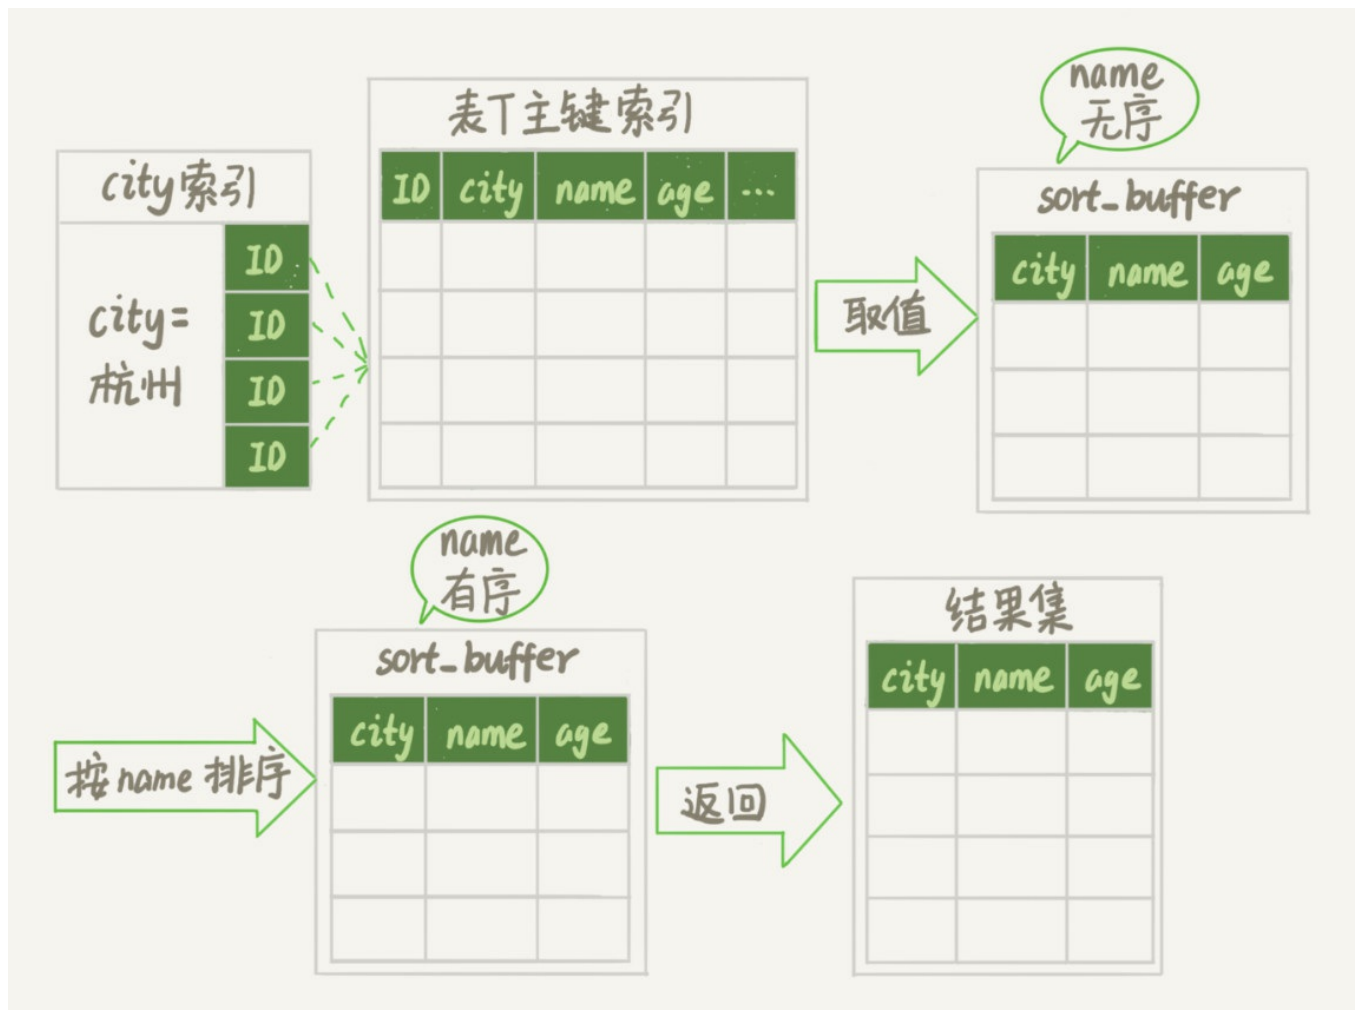 city索引
city=
杭州
ID
ID
ID
ID
表T主键索引
ID city name age ...
取值
name
无序
sort_buffer
city name age
按name排序
name
有序
sort_buffer
city name age
返回
结果集
city name age